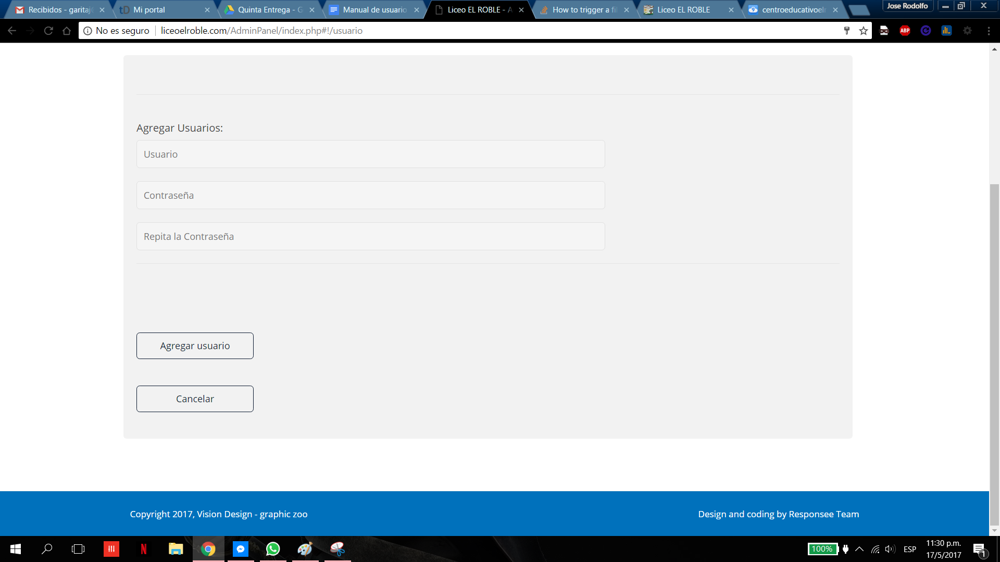 Recibidos - garitaj
Mi portal
Quinta Entrega - G
Manual de usuario
Liceo EL ROBLE - A
How to trigger a fil
Liceo EL ROBLE
centroeducativoel
Jose Rodolfo
No es seguro
liceoelroble.com/AdminPanel/index.php#!/usuario
ABP
Agregar Usuarios:
Usuario
Contraseña
Repita la Contraseña
Agregar usuario
Cancelar
Copyright 2017, Vision Design - graphic zoo
Design and coding by Responsee Team
100%
ESP
11:30 p.m.
17/5/2017
1